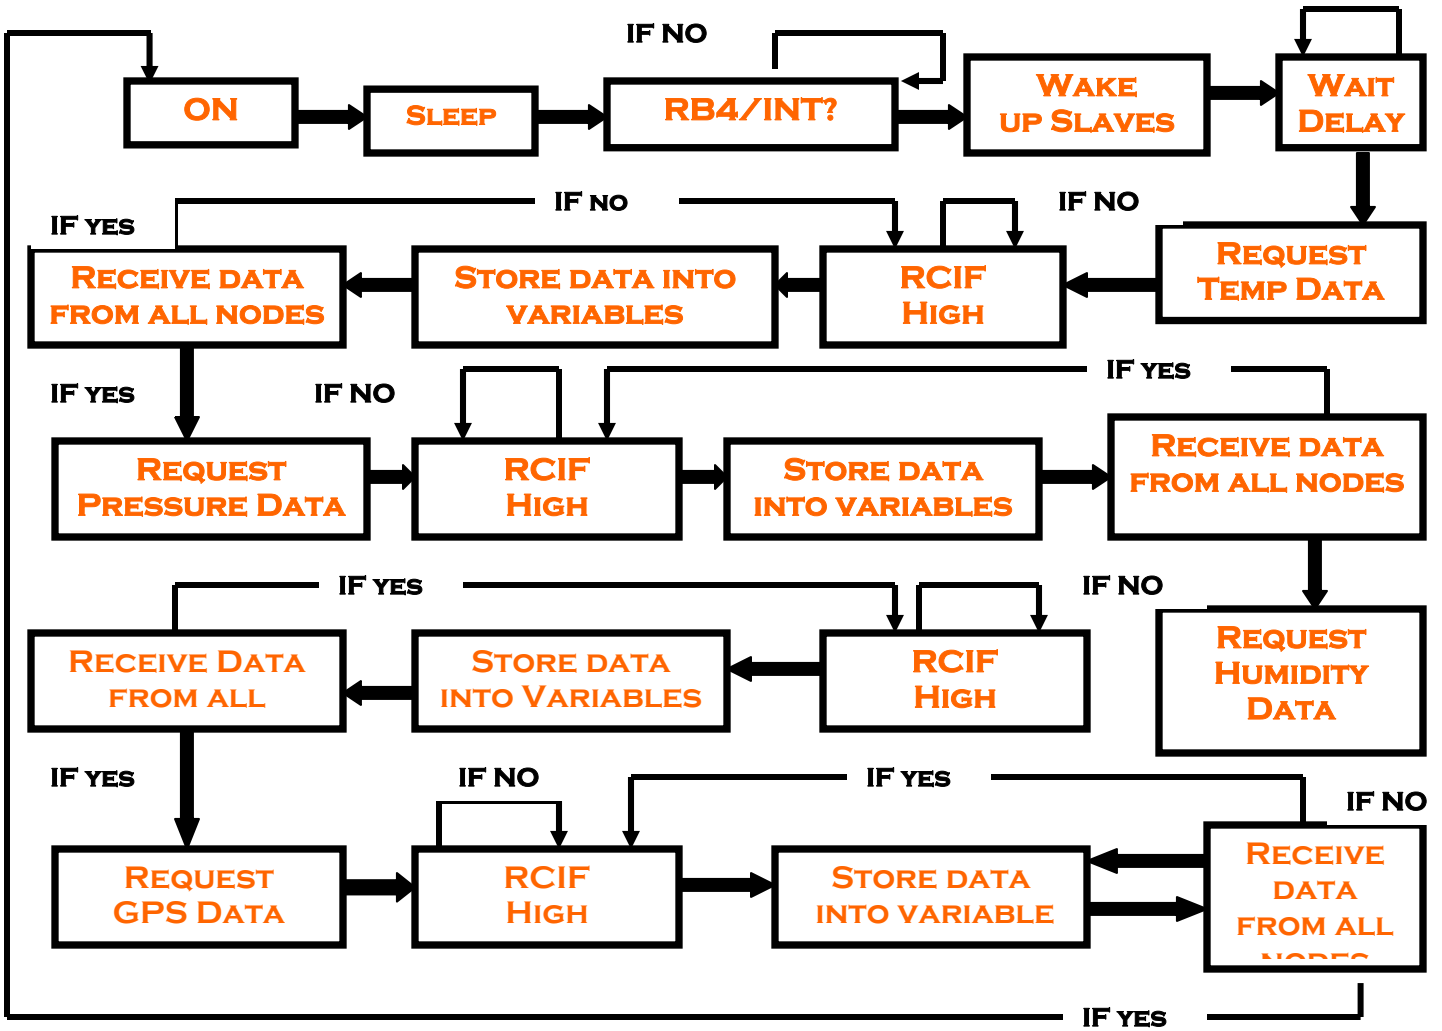 IF NO
ON
Sleep
RB4/INT?
Wake
up Slaves
Wait
Delay
IF yes
IF no
IF NO
Receive data
from all nodes
Store data into
variables
RCIF
High
Request
Temp Data
IF yes
IF NO
IF yes
Request
Pressure Data
RCIF
High
Store data
into variables
Receive data
from all nodes
IF yes
IF NO
Receive Data
from all
Store data
into Variables
RCIF
High
Request
Humidity
Data
IF yes
IF NO
IF yes
IF NO
Request
GPS Data
RCIF
High
Store data
into variable
Receive
data
from all
nodes
IF yes